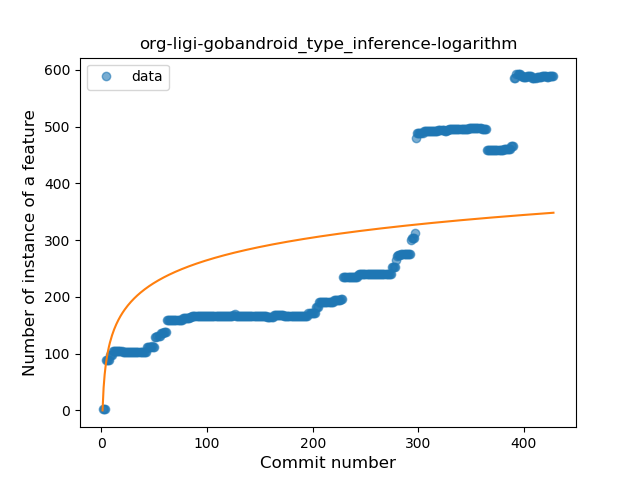 org-ligi-gobandroid_type_inference-logarithm
data
600
500
400
300
200
100
0
Number of instance of a feature
0 100 200 300 400
Commit number